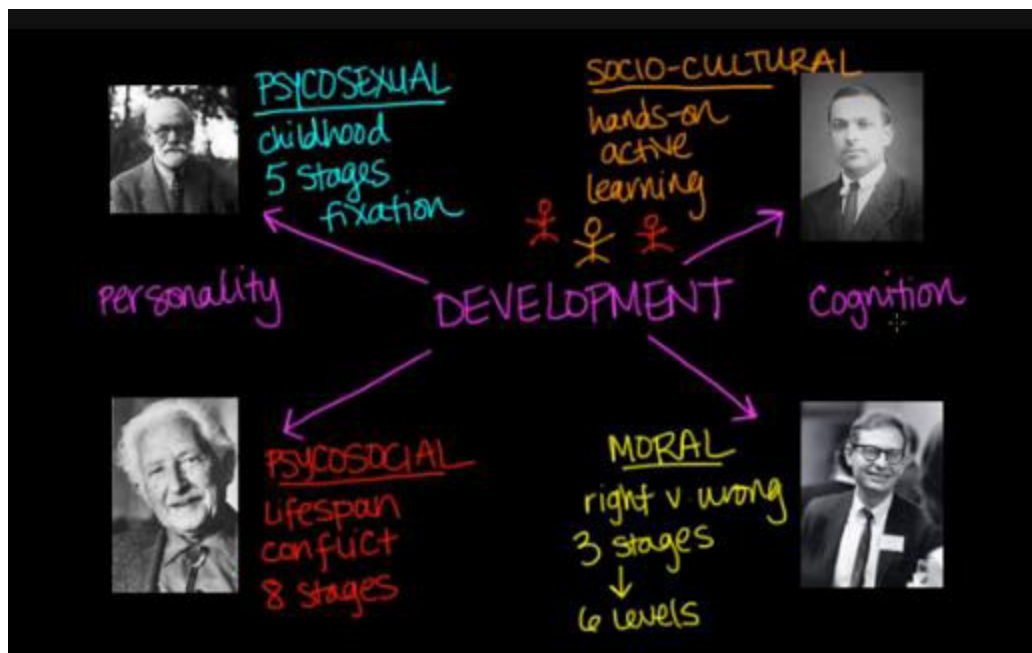 PSYCOSEXUAL
childhood
5 stages
fixation
SOCIO-CULTURAL
hands-on
active
learning
personality
DEVELOPMENT
cognition
PSYCOSOCIAL
lifespan
conflict
8 stages
MORAL
right v wrong
3 stages
6 levels